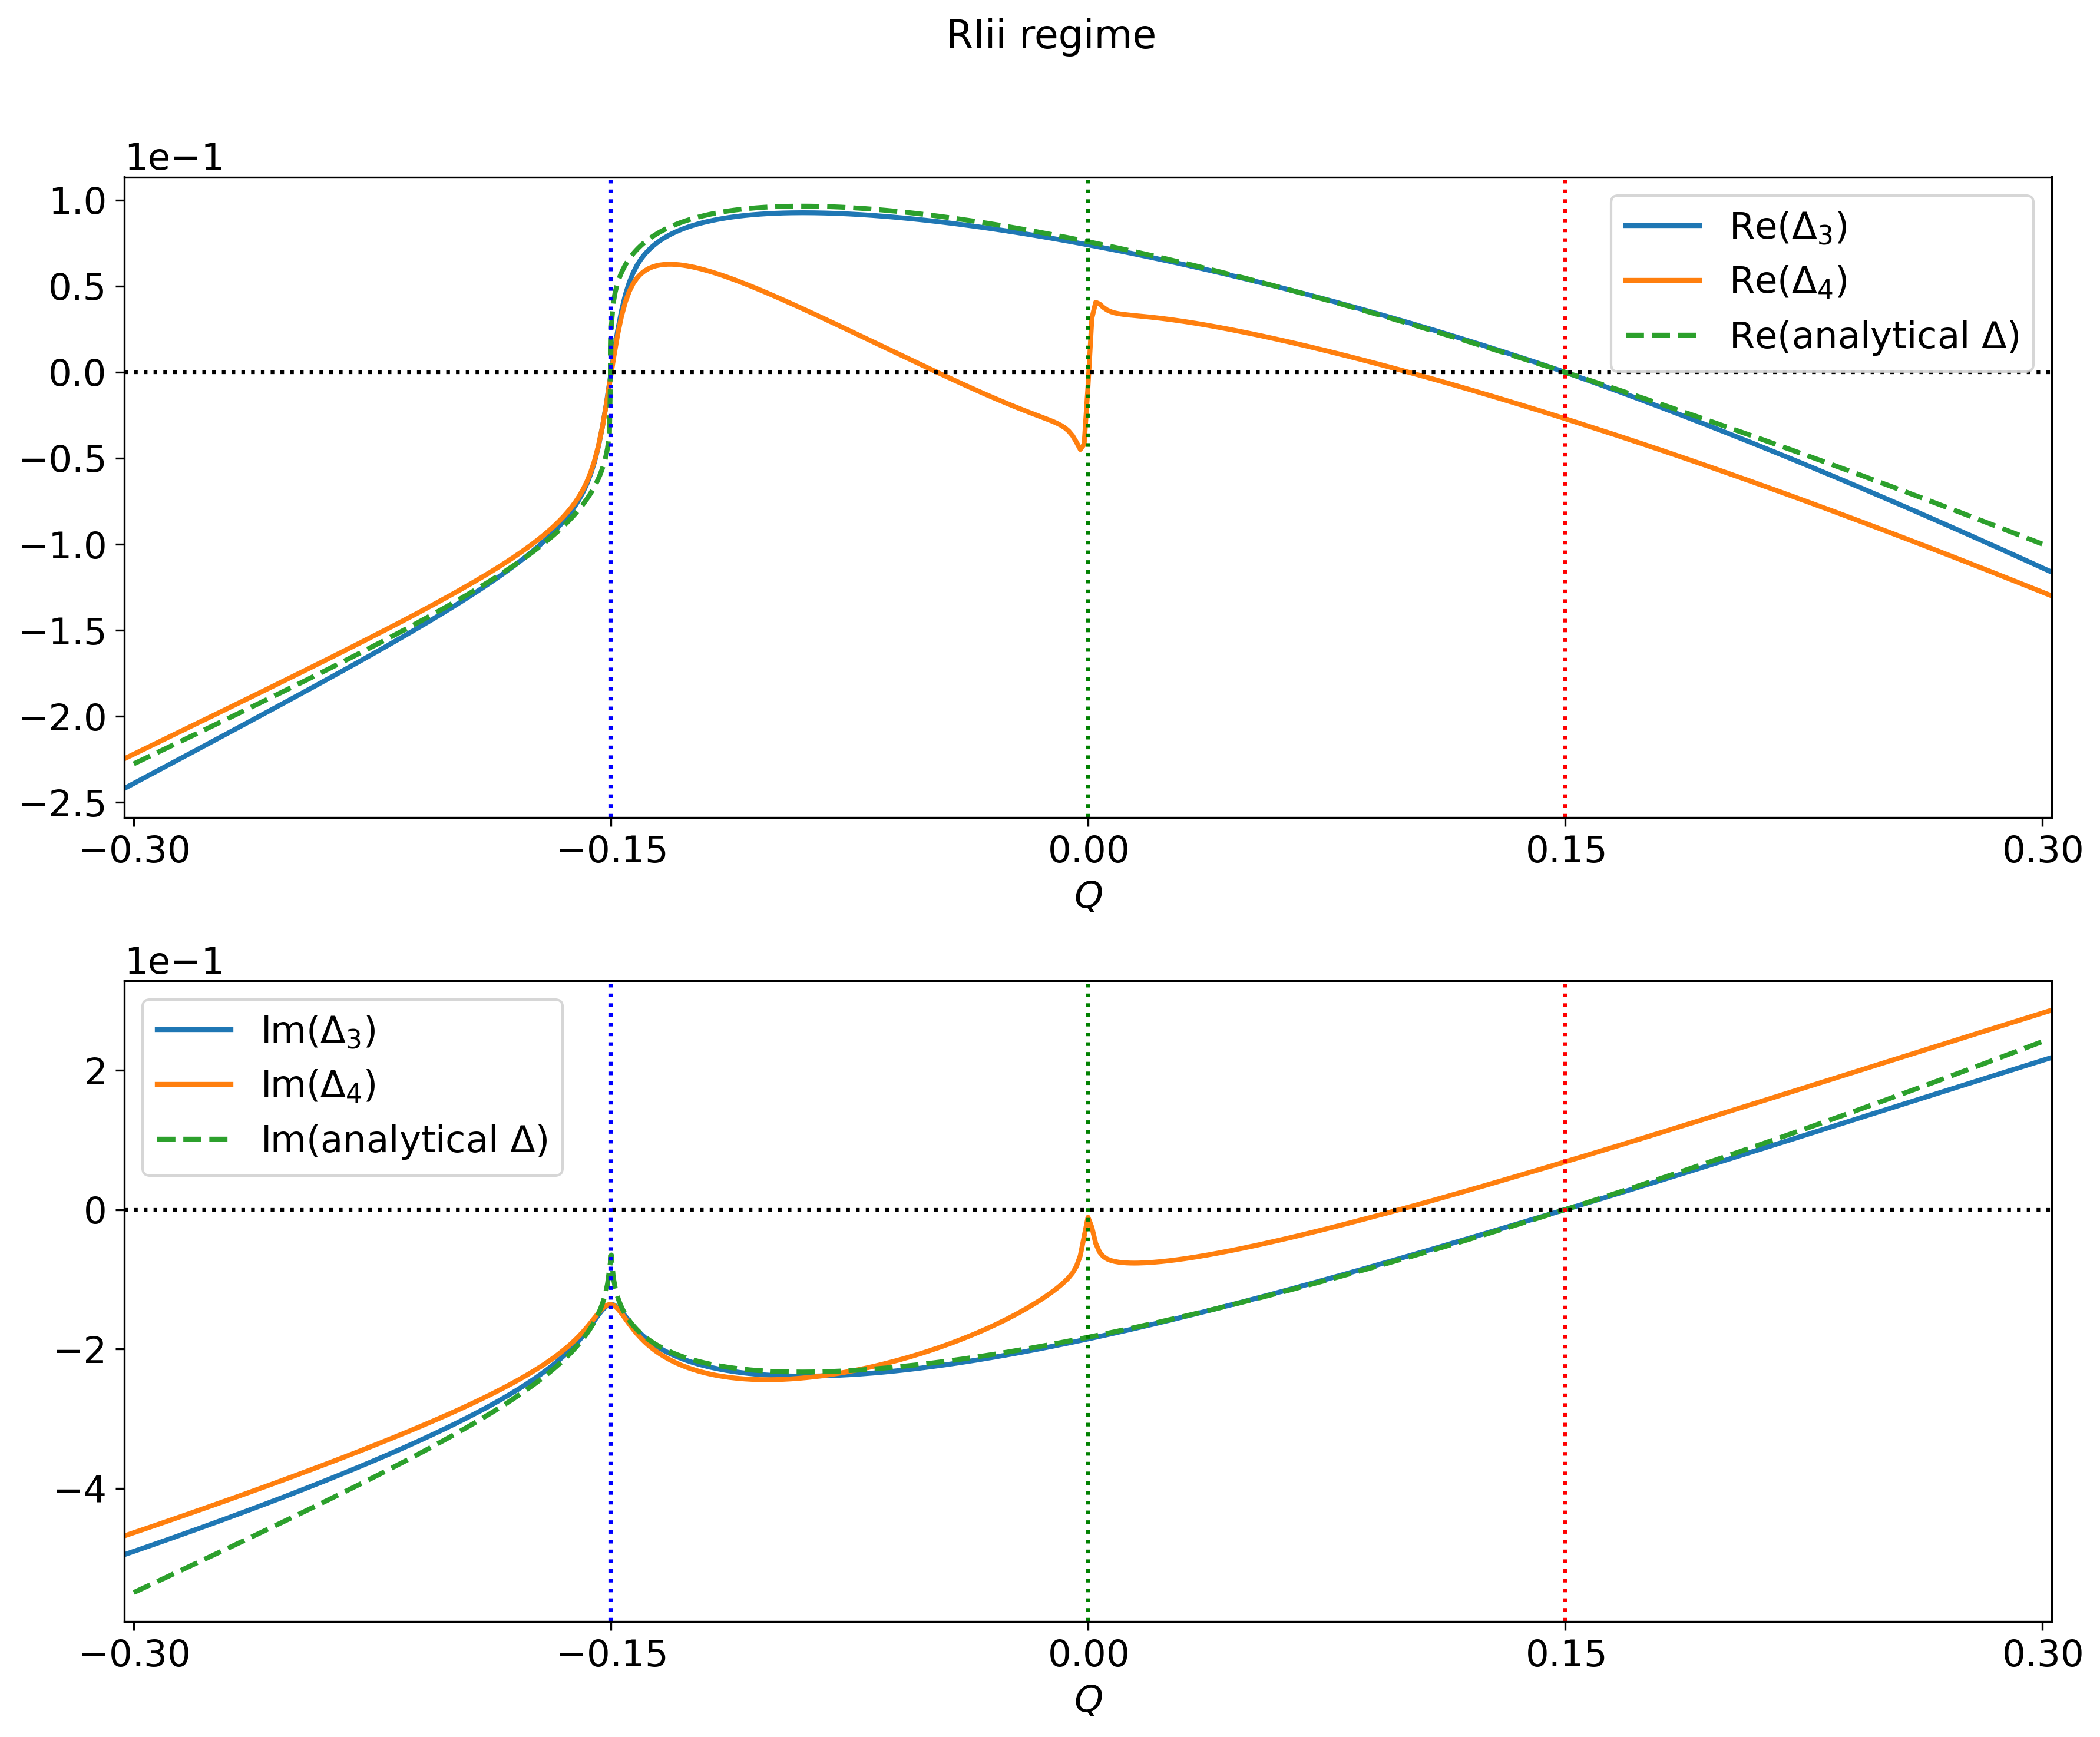 RIii regime
1e−1
1.0
0.5
0.0
−0.5
−1.0
−1.5
−2.0
−2.5
Re(Δ₃)
Re(Δ₄)
Re(analytical Δ)
−0.30 −0.15 0.00 0.15 0.30
Q
1e−1
2
0
−2
−4
Im(Δ₃)
Im(Δ₄)
Im(analytical Δ)
−0.30 −0.15 0.00 0.15 0.30
Q